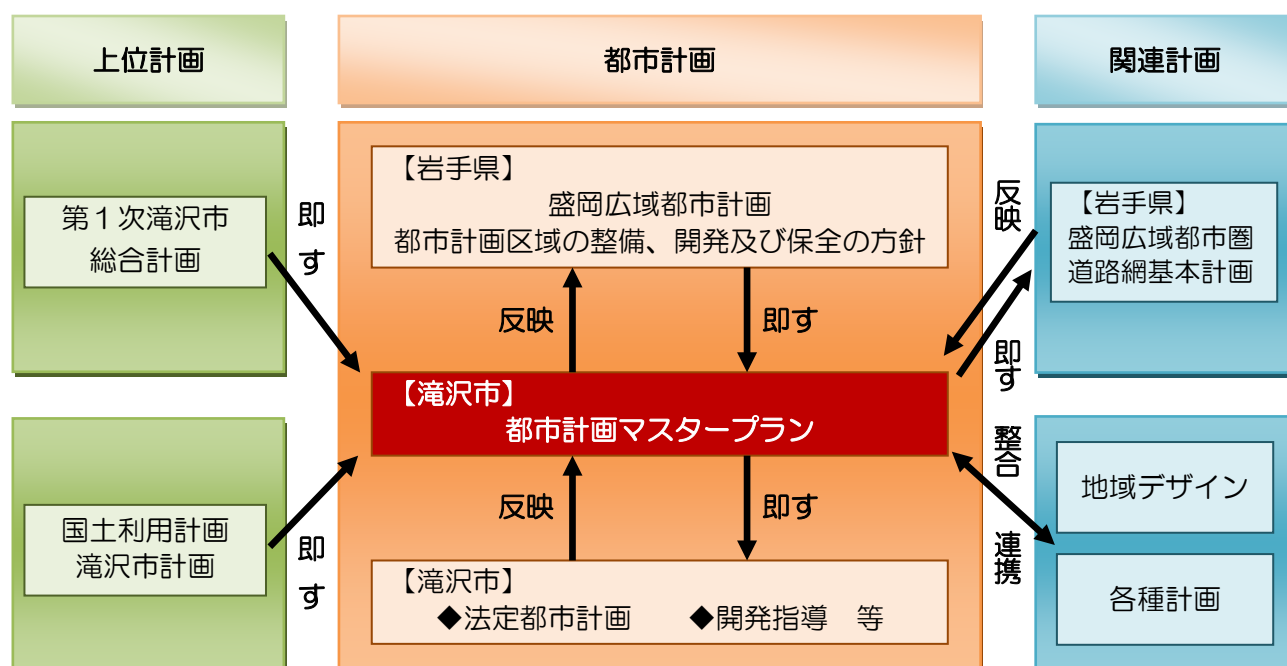 上位計画
都市計画
関連計画
第１次滝沢市
総合計画
即す
【岩手県】
盛岡広域都市計画
都市計画区域の整備、開発及び保全の方針
反映
【岩手県】
盛岡広域都市圏
道路網基本計画
反映
即す
即す
【滝沢市】
都市計画マスタープラン
整合
地域デザイン
国土利用計画
滝沢市計画
即す
反映
即す
連携
各種計画
【滝沢市】
◆法定都市計画　◆開発指導　等